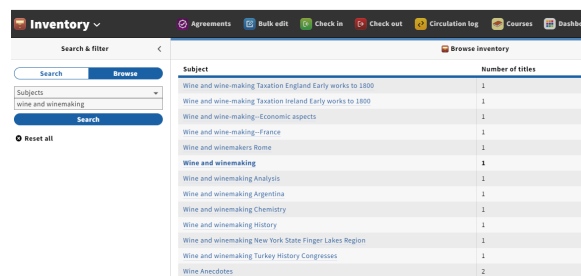 Inventory
Agreements
Bulk edit
Check in
Check out
Circulation log
Courses
Search & filter
Browse inventory
Search
Browse
Subjects
wine and winemaking
Search
Reset all
Subject Number of titles
Wine and wine-making Taxation England Early works to 1800 1
Wine and wine-making Taxation Ireland Early works to 1800 1
Wine and wine-making--Economic aspects 1
Wine and wine-making--France 1
Wine and winemakers Rome 1
Wine and winemaking 1
Wine and winemaking Analysis 1
Wine and winemaking Argentina 1
Wine and winemaking Chemistry 1
Wine and winemaking History 1
Wine and winemaking New York State Finger Lakes Region 1
Wine and winemaking Turkey History Congresses 1
Wine Anecdotes 2